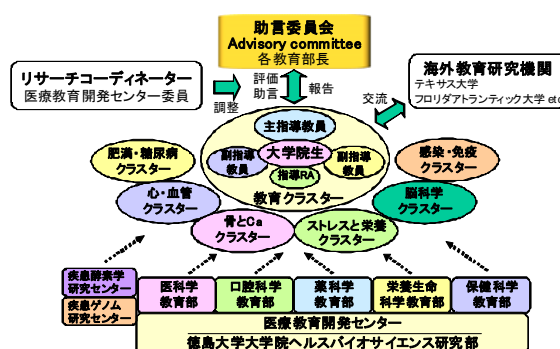 助言委員会
Advisory committee
各教育部長
リサーチコーディネーター
医療教育開発センター委員
調整
評価
助言
報告
交流
海外教育研究機関
テキサス大学
フロリダアトランティック大学 etc
主指導教員
副指導
教員
大学院生
副指導
教員
指導RA
教育クラスター
肥満・糖尿病
クラスター
心・血管
クラスター
骨とCa
クラスター
ストレスと栄養
クラスター
脳科学
クラスター
感染・免疫
クラスター
疾患酵素学
研究センター
疾患ゲノム
研究センター
医科学
教育部
口腔科学
教育部
薬科学
教育部
栄養生命
科学教育部
保健科学
教育部
医療教育開発センター
徳島大学大学院ヘルスバイオサイエンス研究部